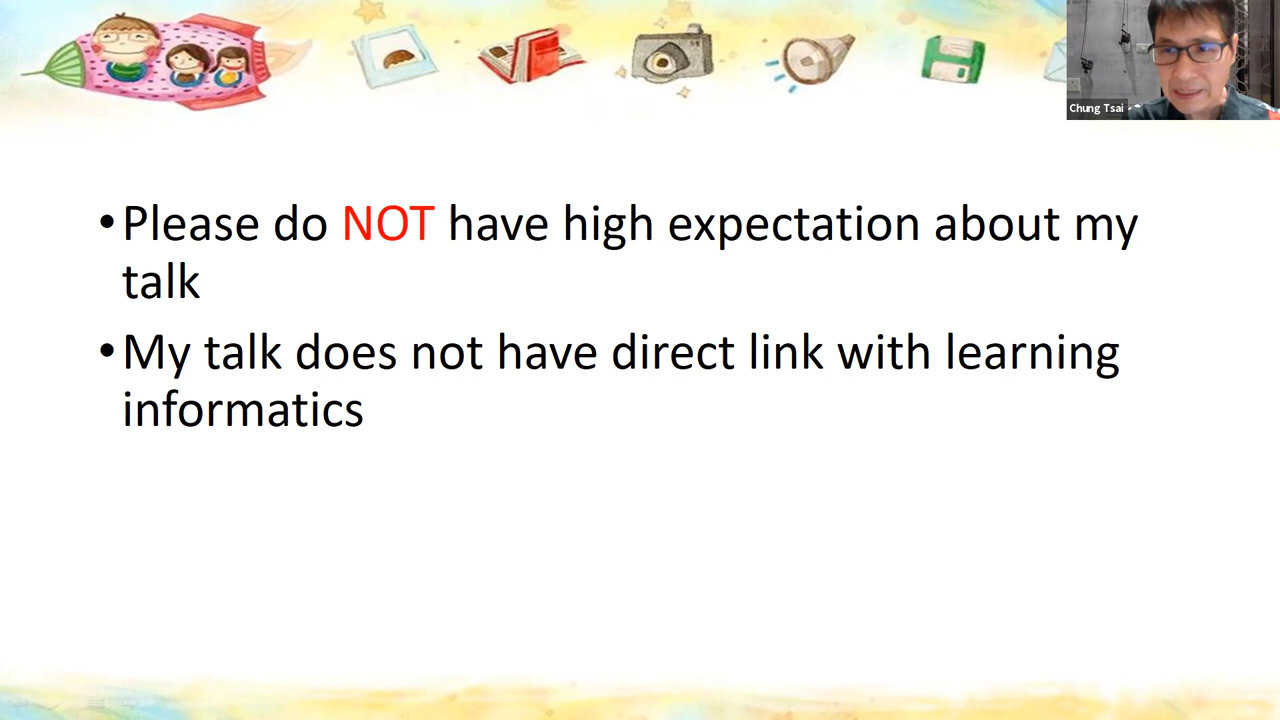 Chung Tsai
•Please do NOT have high expectation about my
talk
•My talk does not have direct link with learning
informatics